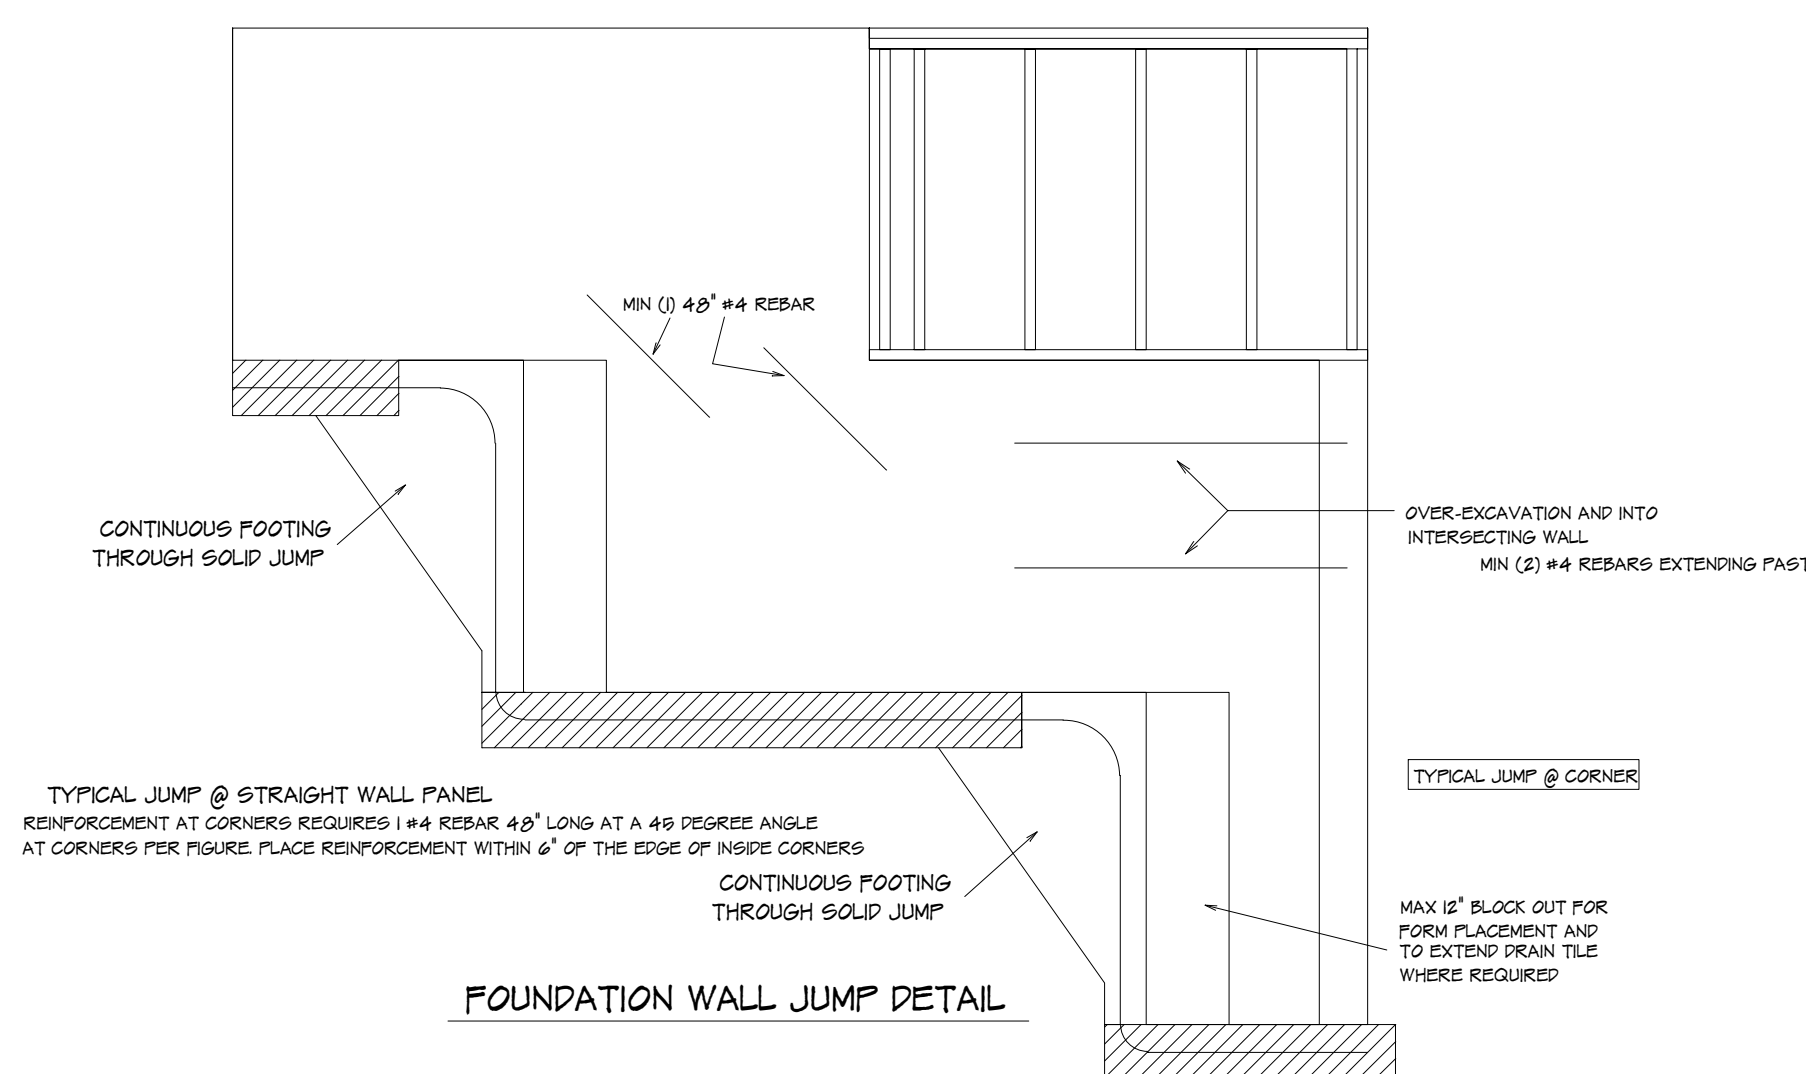 MIN (1) 48" #4 REBAR
CONTINUOUS FOOTING
THROUGH SOLID JUMP
OVER-EXCAVATION AND INTO
INTERSECTING WALL
MIN (2) #4 REBARS EXTENDING PAST
TYPICAL JUMP @ CORNER
TYPICAL JUMP @ STRAIGHT WALL PANEL
REINFORCEMENT AT CORNERS REQUIRES 1 #4 REBAR 48" LONG AT A 45 DEGREE ANGLE
AT CORNERS PER FIGURE. PLACE REINFORCEMENT WITHIN 6" OF THE EDGE OF INSIDE CORNERS
CONTINUOUS FOOTING
THROUGH SOLID JUMP
MAX 12" BLOCK OUT FOR
FORM PLACEMENT AND
TO EXTEND DRAIN TILE
WHERE REQUIRED
FOUNDATION WALL JUMP DETAIL